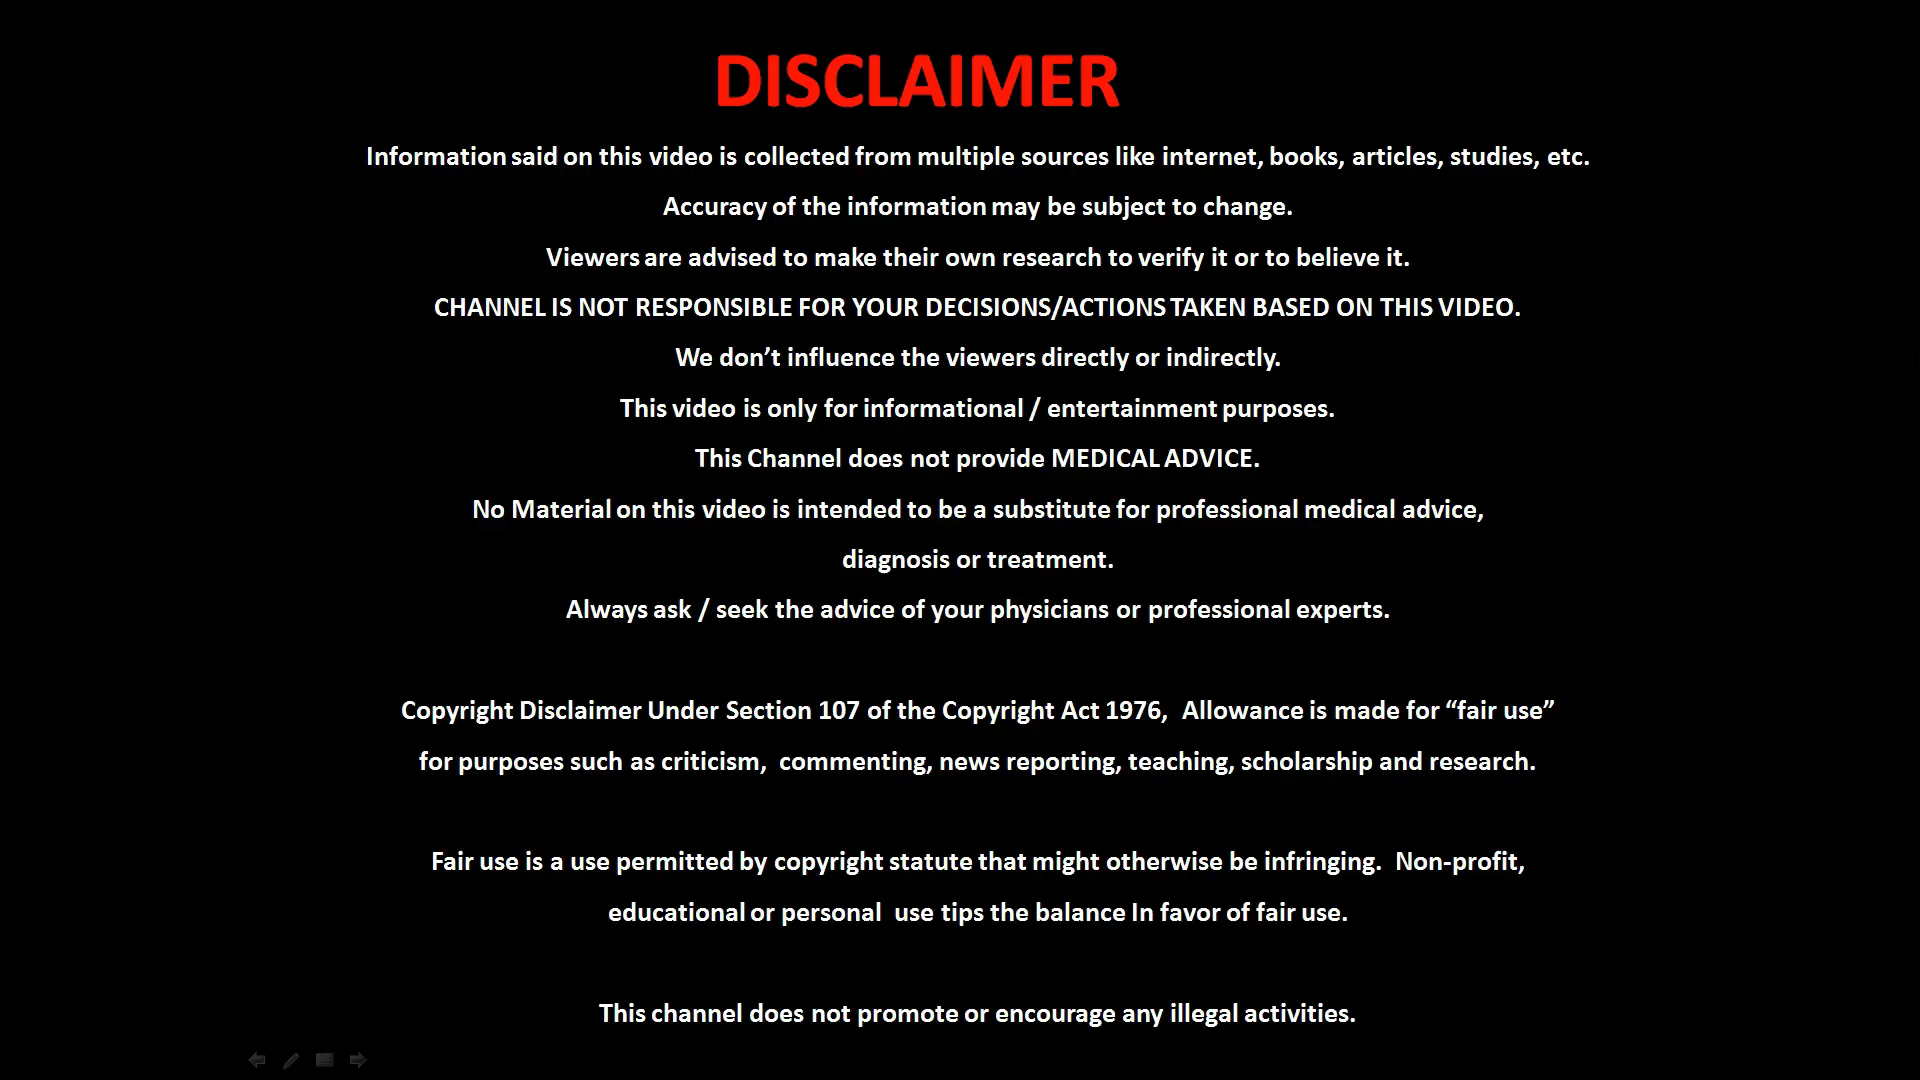 DISCLAIMER
Information said on this video is collected from multiple sources like internet, books, articles, studies, etc.
Accuracy of the information may be subject to change.
Viewers are advised to make their own research to verify it or to believe it.
CHANNEL IS NOT RESPONSIBLE FOR YOUR DECISIONS/ACTIONS TAKEN BASED ON THIS VIDEO.
We don’t influence the viewers directly or indirectly.
This video is only for informational / entertainment purposes.
This Channel does not provide MEDICAL ADVICE.
No Material on this video is intended to be a substitute for professional medical advice,
diagnosis or treatment.
Always ask / seek the advice of your physicians or professional experts.
Copyright Disclaimer Under Section 107 of the Copyright Act 1976,  Allowance is made for “fair use”
for purposes such as criticism,  commenting, news reporting, teaching, scholarship and research.
Fair use is a use permitted by copyright statute that might otherwise be infringing.  Non-profit,
educational or personal  use tips the balance In favor of fair use.
This channel does not promote or encourage any illegal activities.